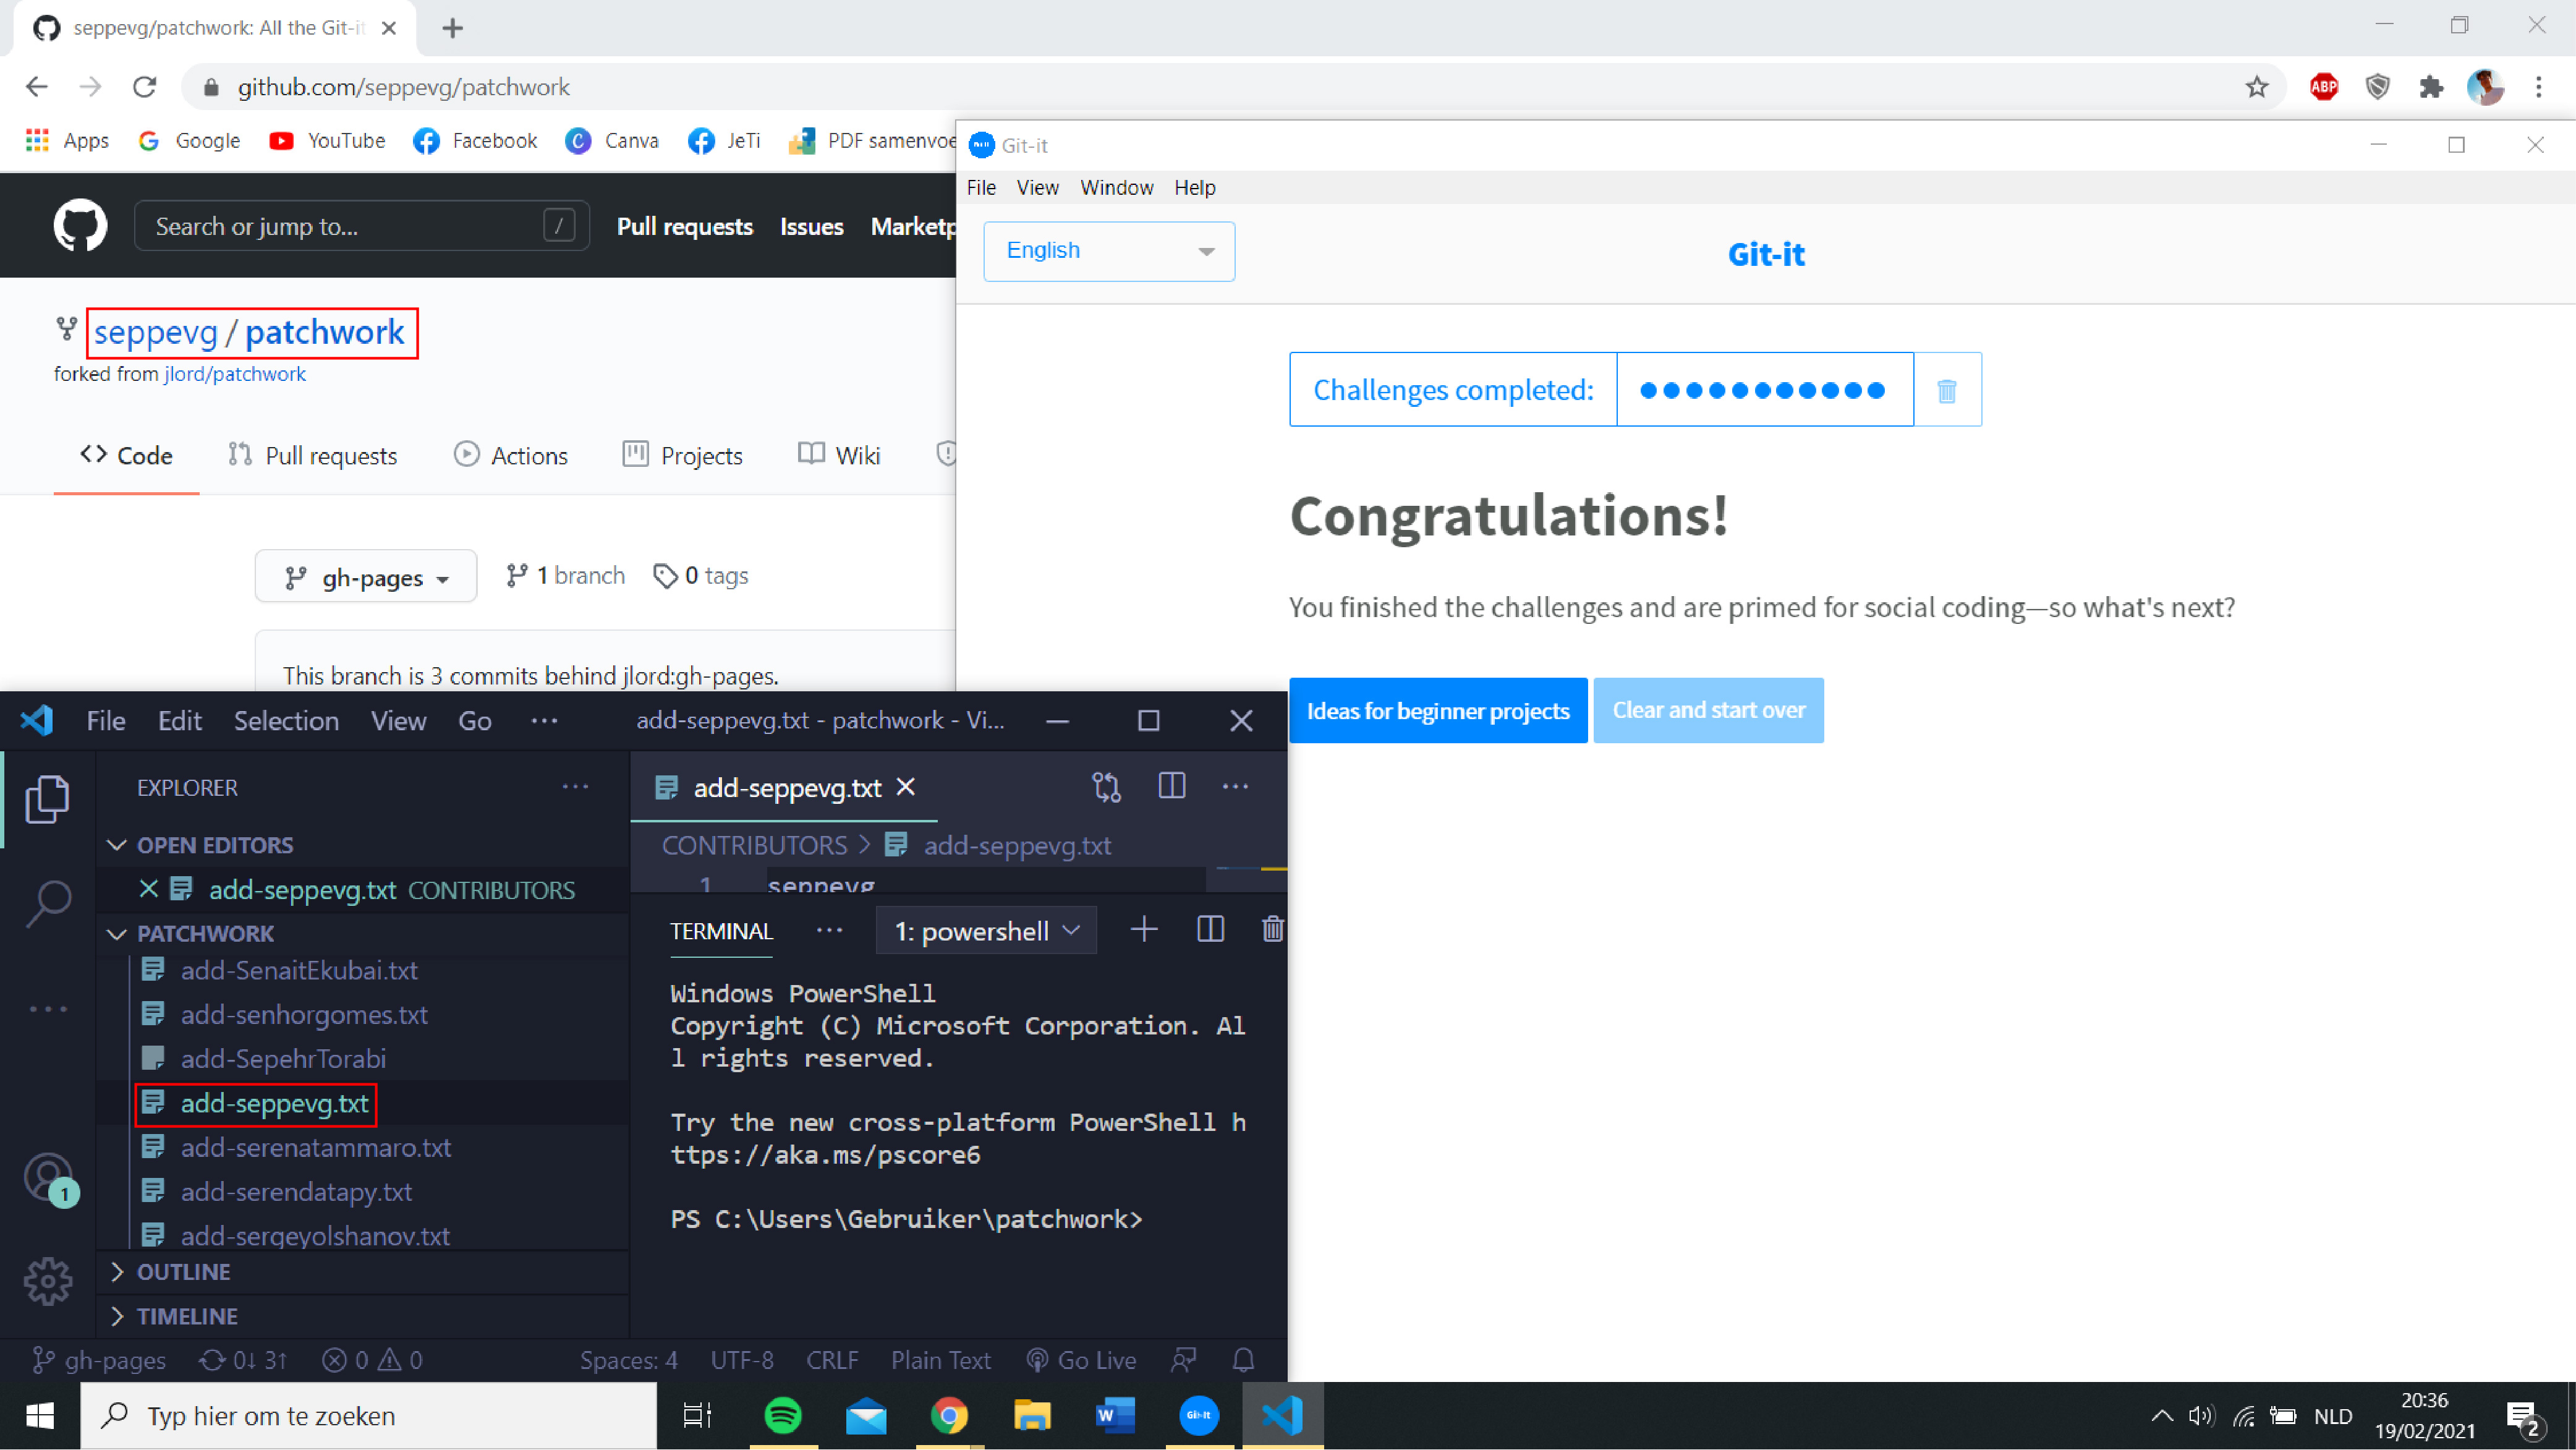 seppevg/patchwork: All the Git-it
github.com/seppevg/patchwork
ABP
Apps
Google
YouTube
Facebook
Canva
JeTi
PDF samenvoe
Search or jump to... /
Pull requests
Issues
Marketp
seppevg / patchwork
forked from jlord/patchwork
Code
Pull requests
Actions
Projects
Wiki
gh-pages
1 branch
0 tags
This branch is 3 commits behind jlord:gh-pages.
Git-it
File View Window Help
English
Git-it
Challenges completed:
Congratulations!
You finished the challenges and are primed for social coding—so what's next?
Ideas for beginner projects
Clear and start over
File Edit Selection View Go ···
add-seppevg.txt - patchwork - Vi...
EXPLORER
OPEN EDITORS
add-seppevg.txt CONTRIBUTORS
PATCHWORK
add-SenaitEkubai.txt
add-senhorgomes.txt
add-SepehrTorabi
add-seppevg.txt
add-serenatammaro.txt
add-serendatapy.txt
add-sergeyolshanov.txt
OUTLINE
TIMELINE
1
add-seppevg.txt
CONTRIBUTORS > add-seppevg.txt
1 seppevg
TERMINAL ··· 1: powershell
Windows PowerShell
Copyright (C) Microsoft Corporation. Al
l rights reserved.
Try the new cross-platform PowerShell h
ttps://aka.ms/pscore6
PS C:\Users\Gebruiker\patchwork>
gh-pages 0↓ 3↑ 0 0 Spaces: 4 UTF-8 CRLF Plain Text Go Live
Typ hier om te zoeken
Git-It
NLD
20:36
19/02/2021
2